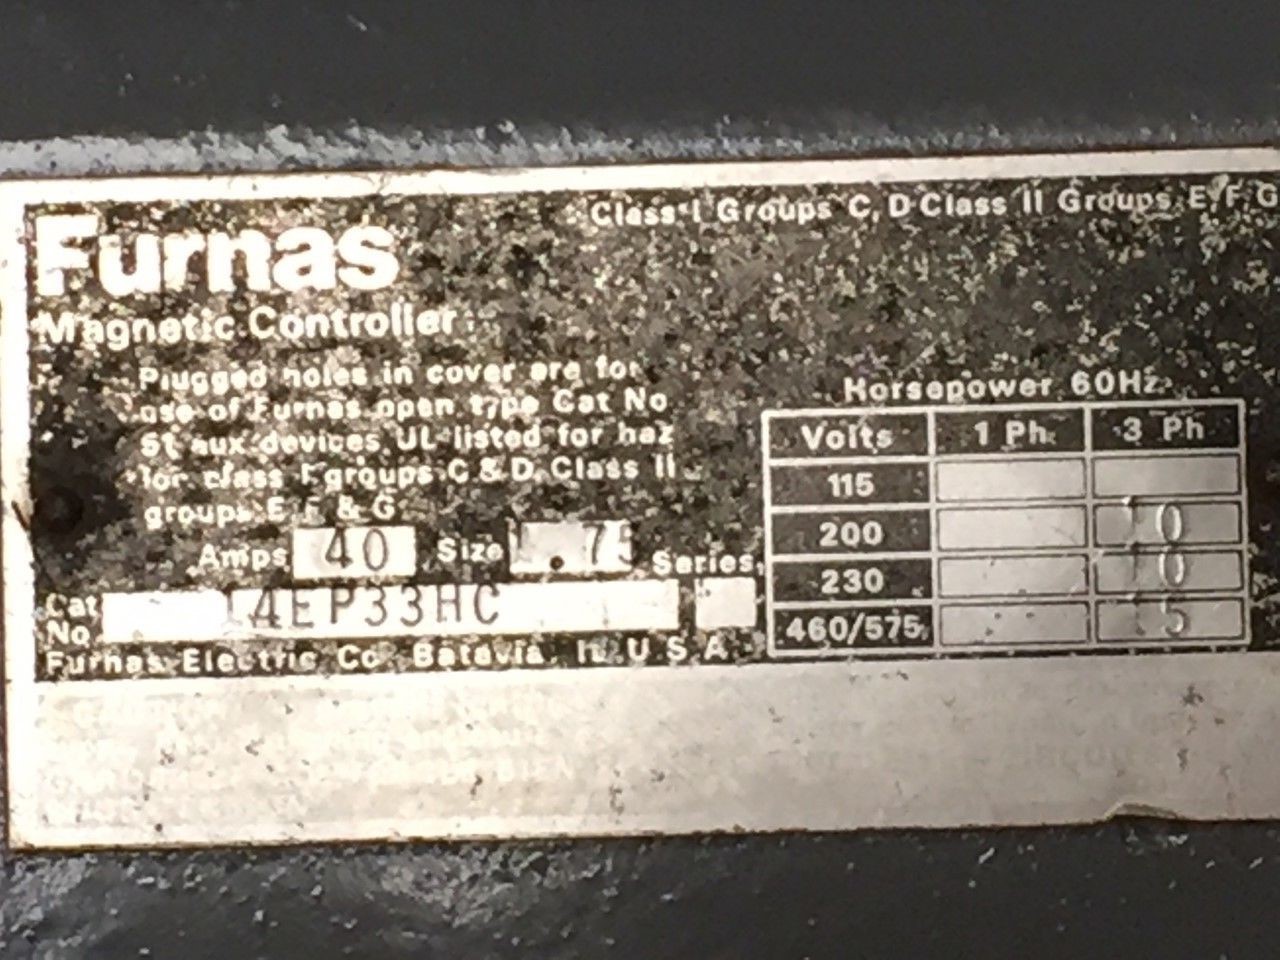 Class I Groups C, D Class II Groups E, F G
Furnas
Magnetic Controller
Plugged holes in cover are for
use of Furnas open type Cat No
St aux devices UL listed for haz
lor class I groups C & D, Class II
groups E, F & G
Amps 40 Size 1.75 Series
Cat No 14EP33HC
Furnas Electric Co Batavia IL U S A
Horsepower 60Hz
Volts 1 Ph 3 Ph
115
200 10
230 10
460/575 15